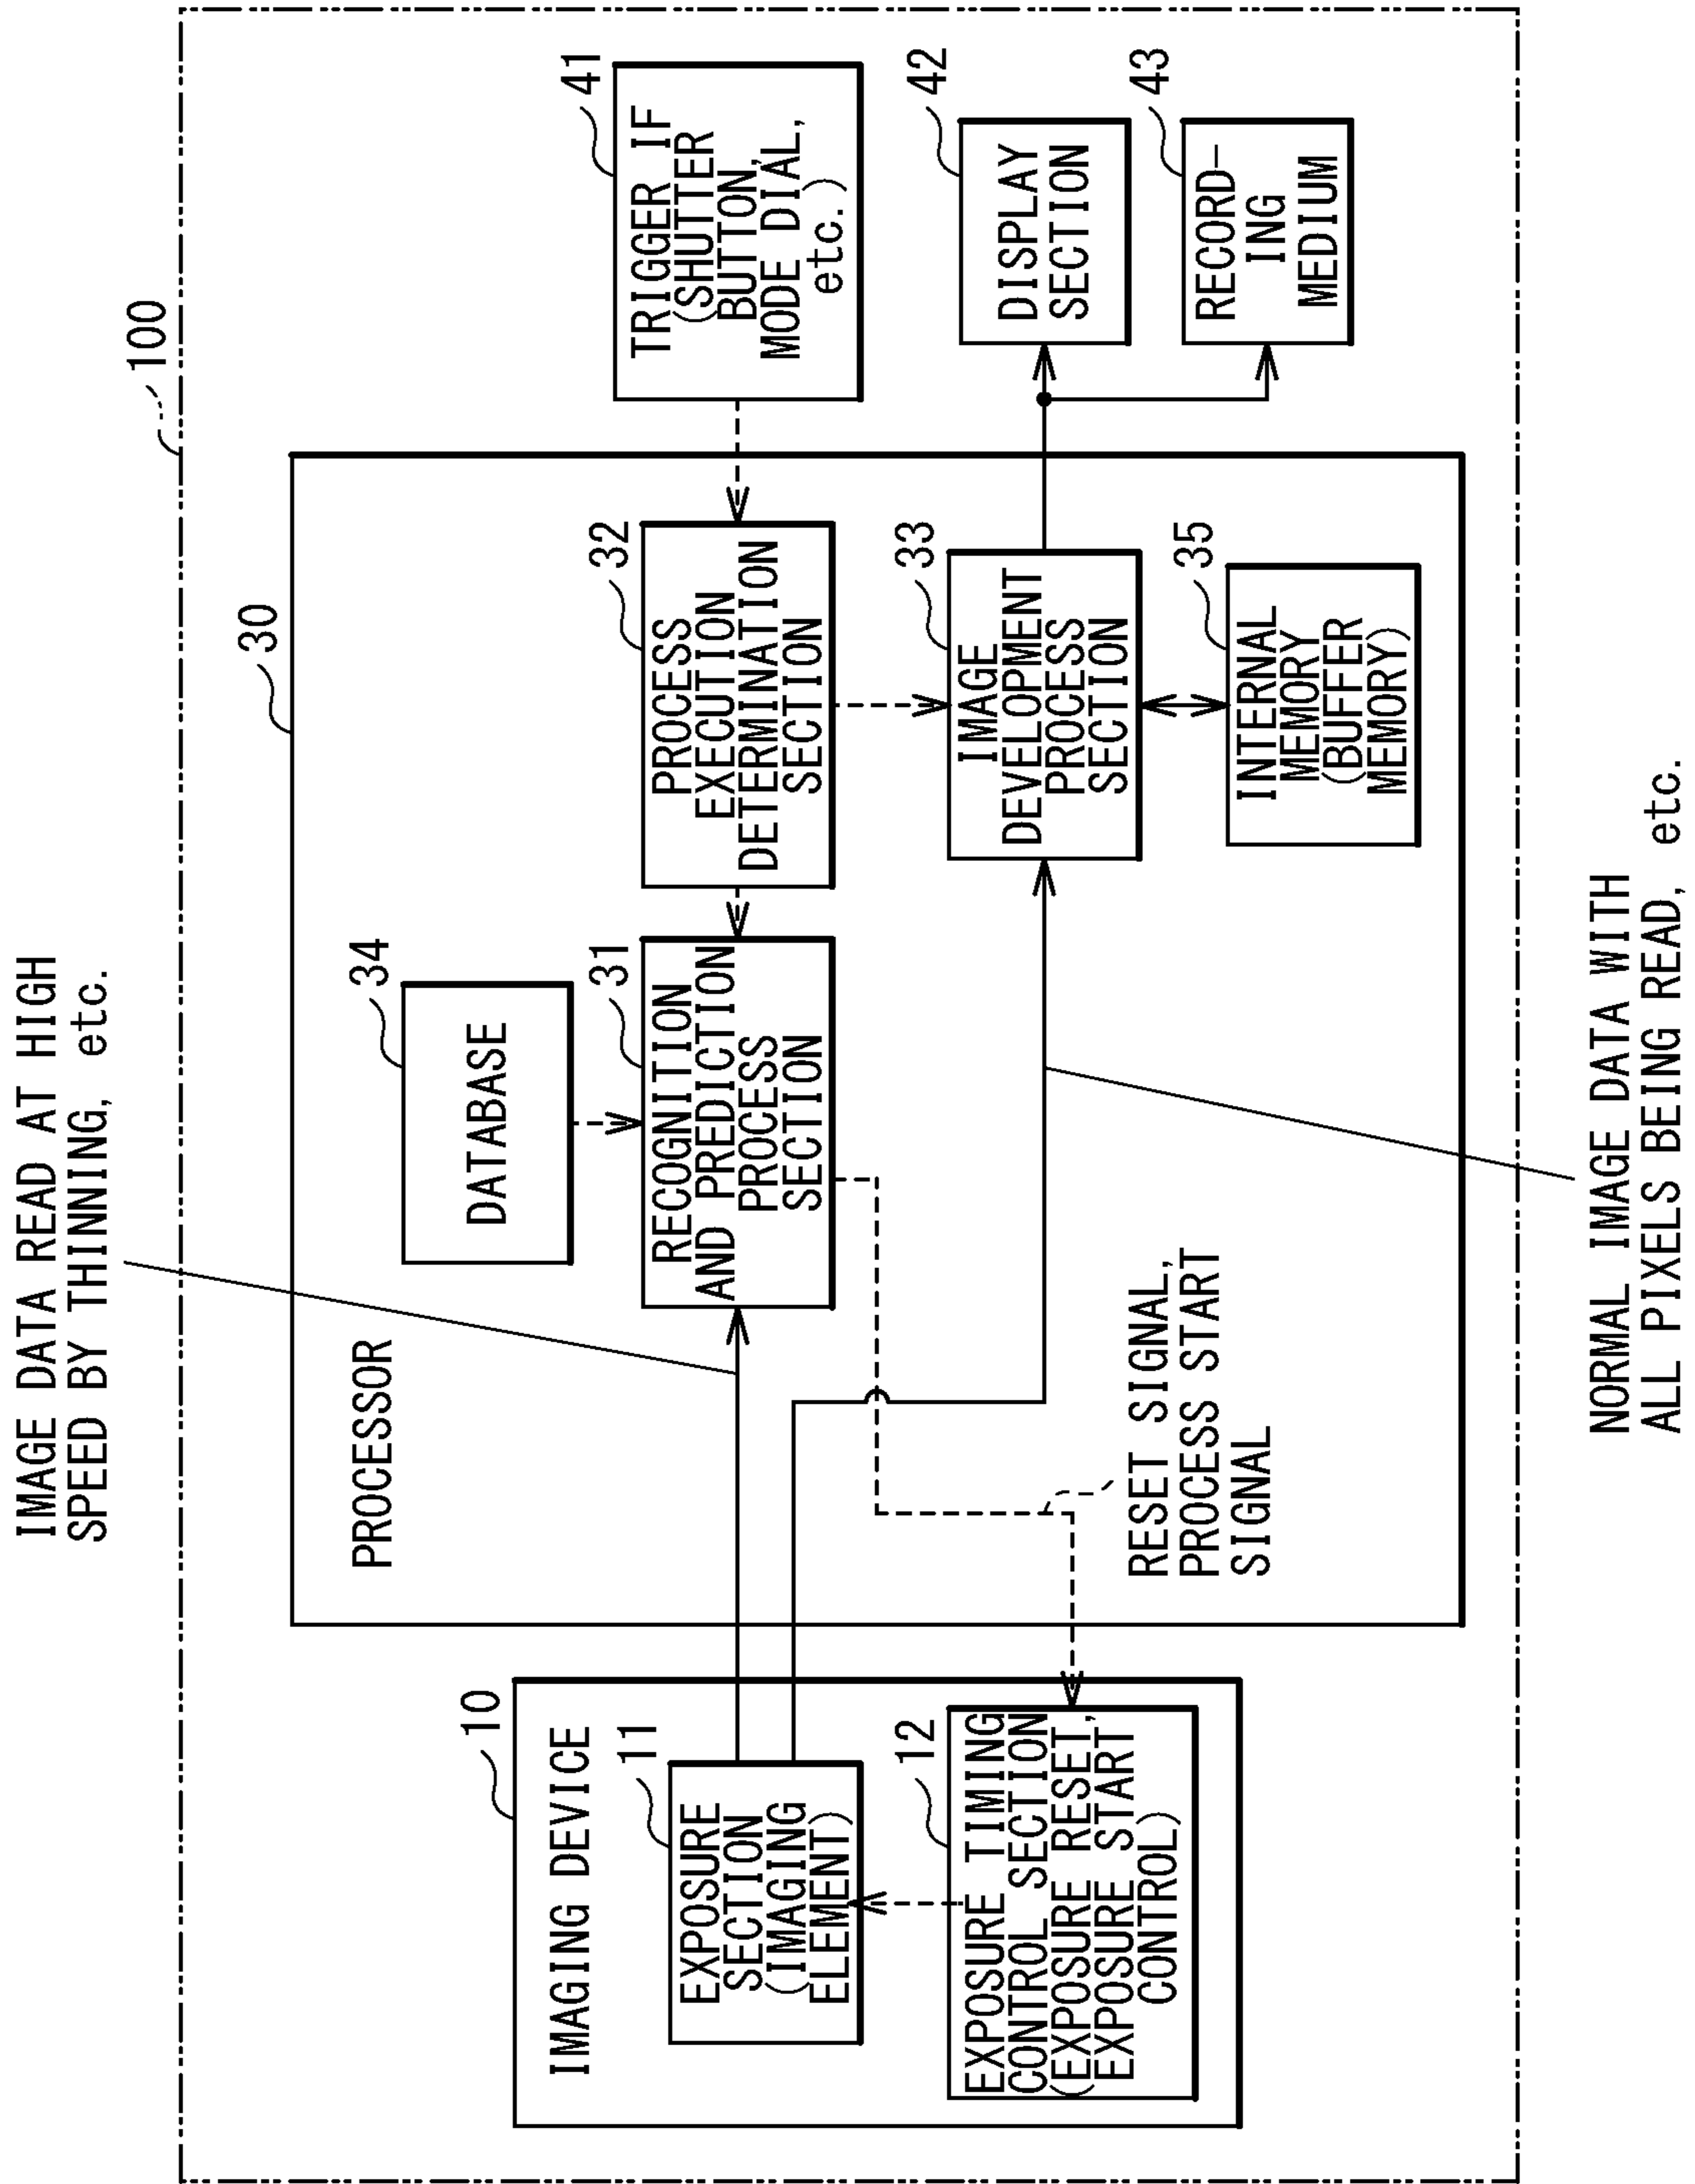 IMAGE DATA READ AT HIGH
SPEED BY THINNING, etc.
100
30
PROCESSOR
34
DATABASE
10
IMAGING DEVICE
11
EXPOSURE
SECTION
(IMAGING
ELEMENT)
31
RECOGNITION
AND PREDICTION
PROCESS
SECTION
32
PROCESS
EXECUTION
DETERMINATION
SECTION
41
TRIGGER IF
(SHUTTER
BUTTON,
MODE DIAL,
etc.)
12
EXPOSURE TIMING
CONTROL SECTION
(EXPOSURE RESET,
EXPOSURE START
CONTROL)
33
IMAGE
DEVELOPMENT
PROCESS
SECTION
42
DISPLAY
SECTION
RESET SIGNAL,
PROCESS START
SIGNAL
35
INTERNAL
MEMORY
(BUFFER
MEMORY)
43
RECORD-
ING
MEDIUM
NORMAL IMAGE DATA WITH
ALL PIXELS BEING READ, etc.